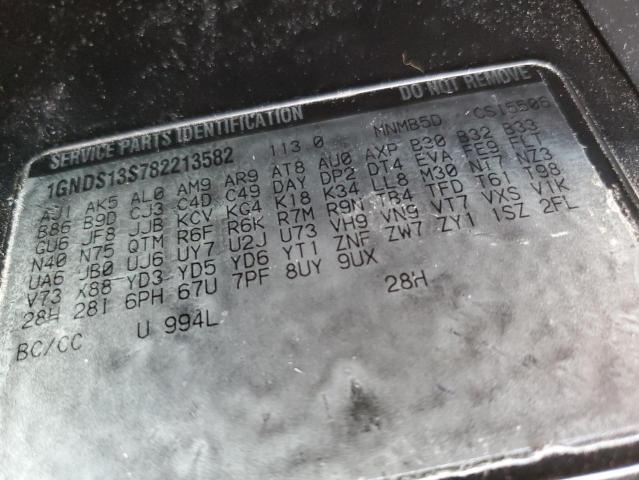 SERVICE PARTS IDENTIFICATION DO NOT REMOVE
1GNDS13S782213582 113 0 MNMB5D CS15506
AJ1 AK5 AL0 AM9 AR9 AT8 AU0 AXP B30 B32 B33
B86 B9D CJ3 C4D C49 DAY DP2 DT4 EVA FE9 FL7
GU6 JF8 JJB KCV KG4 K18 K34 LL8 M30 NT7 NZ3
N40 N75 QTM R6F R6K R7M R9N TB4 TFD T61 T98
UA6 JB0 UJ6 UY7 U2J U73 VH9 VN9 VT7 VXS V1K
V73 X88 YD3 YD5 YD6 YT1 ZNF ZW7 ZY1 1SZ 2FL
28H 28I 6PH 67U 7PF 8UY 9UX
BC/CC U 994L 28H